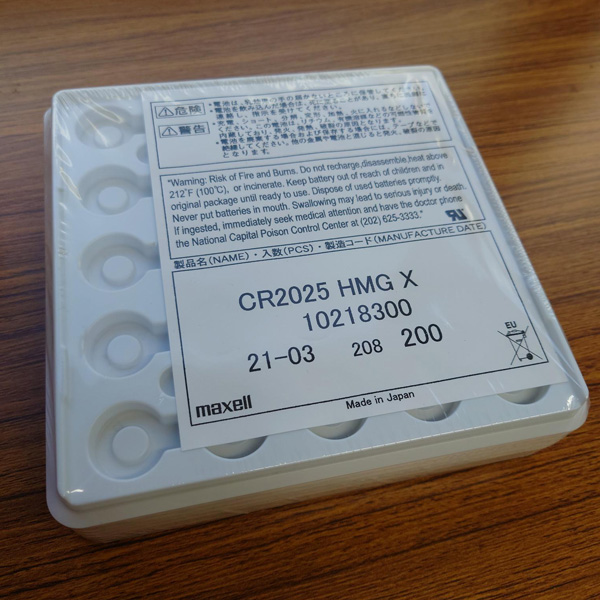 ⚠危険
⚠警告
"Warning: Risk of Fire and Burns. Do not recharge,disassemble,heat above
212°F (100°C), or incinerate. Keep battery out of reach of children and in
original package until ready to use. Dispose of used batteries promptly.
Never put batteries in mouth. Swallowing may lead to serious injury or death.
If ingested, immediately seek medical attention and have the doctor phone
the National Capital Poison Control Center at (202) 625-3333."
製品名(NAME)・入数(PCS)・製造コード(MANUFACTURE DATE)
CR2025 HMG X
10218300
21-03 208 200
EU
maxell
Made in Japan